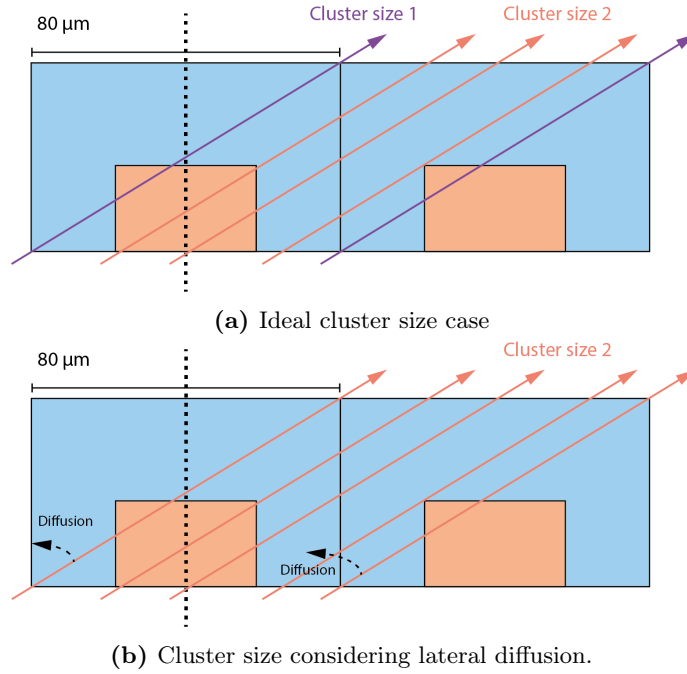 Cluster size 1
Cluster size 2
80 μm
(a) Ideal cluster size case
Cluster size 2
80 μm
Diffusion
Diffusion
(b) Cluster size considering lateral diffusion.